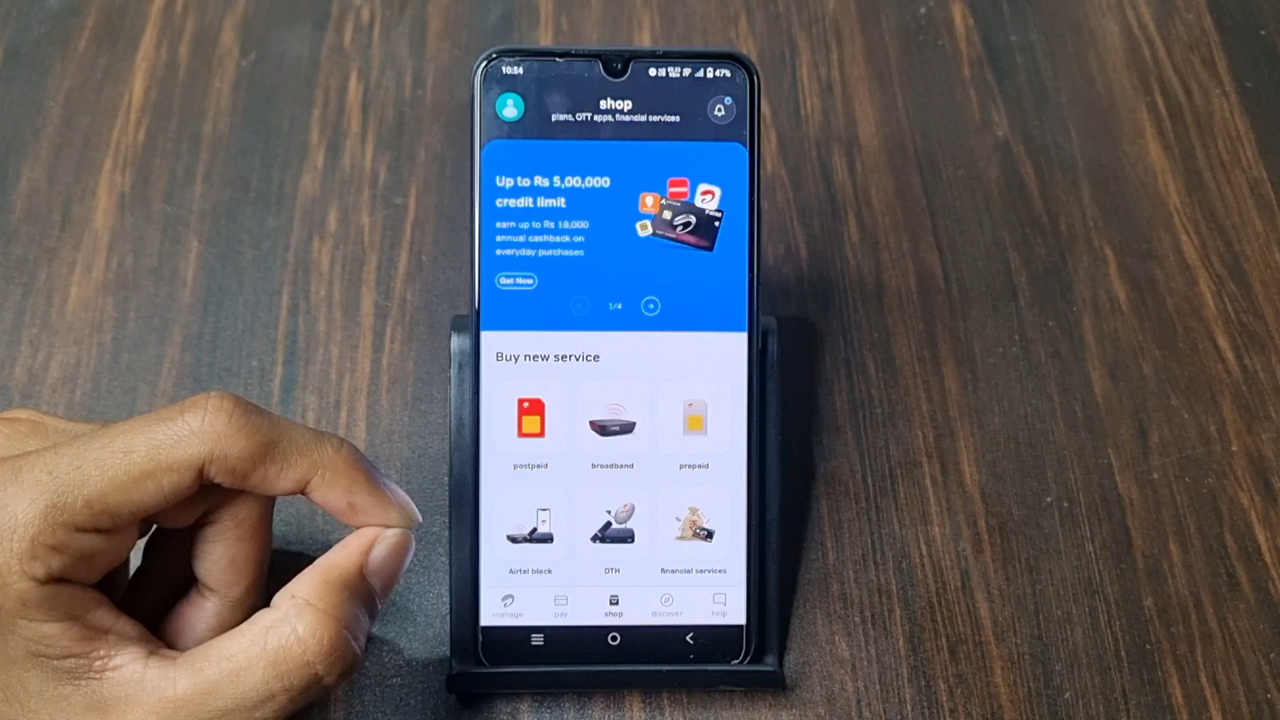 10:54
47%
shop
plans, OTT apps, financial services
Up to Rs 5,00,000
credit limit
earn up to Rs 18,000
annual cashback on
everyday purchases
Get Now
1/4
Buy new service
postpaid
broadband
prepaid
Airtel black
DTH
financial services
manage
pay
shop
discover
help